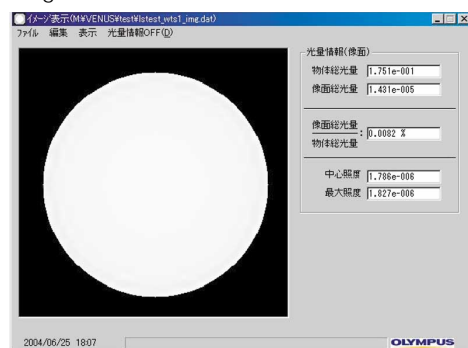 イメージ表示(M¥VENUS¥test¥lstest_wts1_img.dat)
ファイル 編集 表示 光量情報OFF(D)
光量情報(像面)
物体総光量 1.751e-001
像面総光量 1.431e-005
像面総光量
物体総光量
: 0.0082 %
中心照度 1.786e-006
最大照度 1.827e-006
2004/06/25 18:07
OLYMPUS